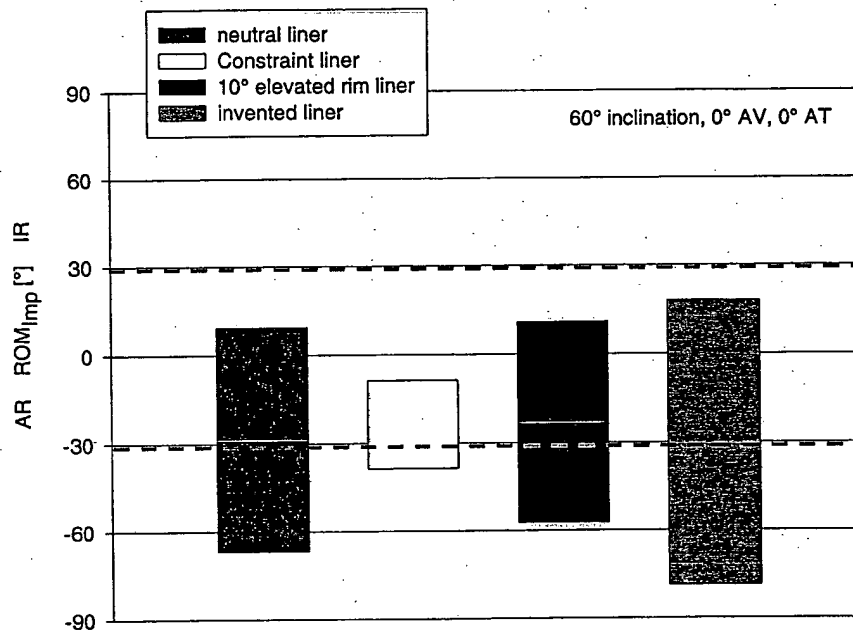 neutral liner
Constraint liner
10° elevated rim liner
invented liner
60° inclination, 0° AV, 0° AT
90
60
30
0
-30
-60
-90
AR ROMImp [°] IR